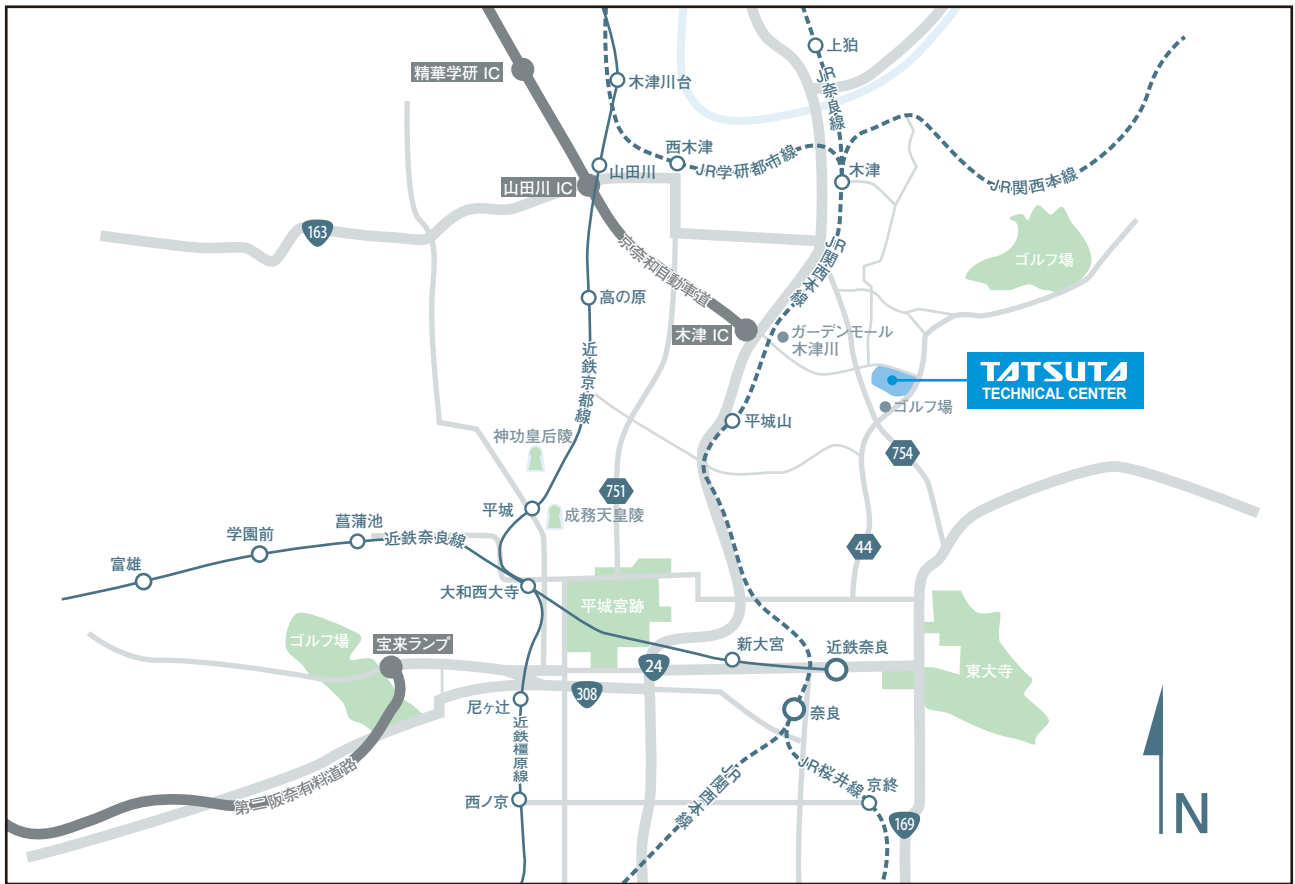 上狛
精華学研 IC
木津川台
JR奈良線
西木津
JR学研都市線
山田川
木津
山田川 IC
JR関西本線
163
ゴルフ場
京奈和自動車道
JR関西本線
高の原
木津 IC
ガーデンモール
木津川
近鉄京都線
TATSUTA
TECHNICAL CENTER
ゴルフ場
平城山
神功皇后陵
754
751
平城
成務天皇陵
菖蒲池
学園前
近鉄奈良線
44
富雄
大和西大寺
平城宮跡
ゴルフ場
宝来ランプ
新大宮
近鉄奈良
24
東大寺
308
尼ヶ辻
奈良
近鉄橿原線
JR関西本線
JR桜井線
京終
第二阪奈有料道路
西ノ京
169
N